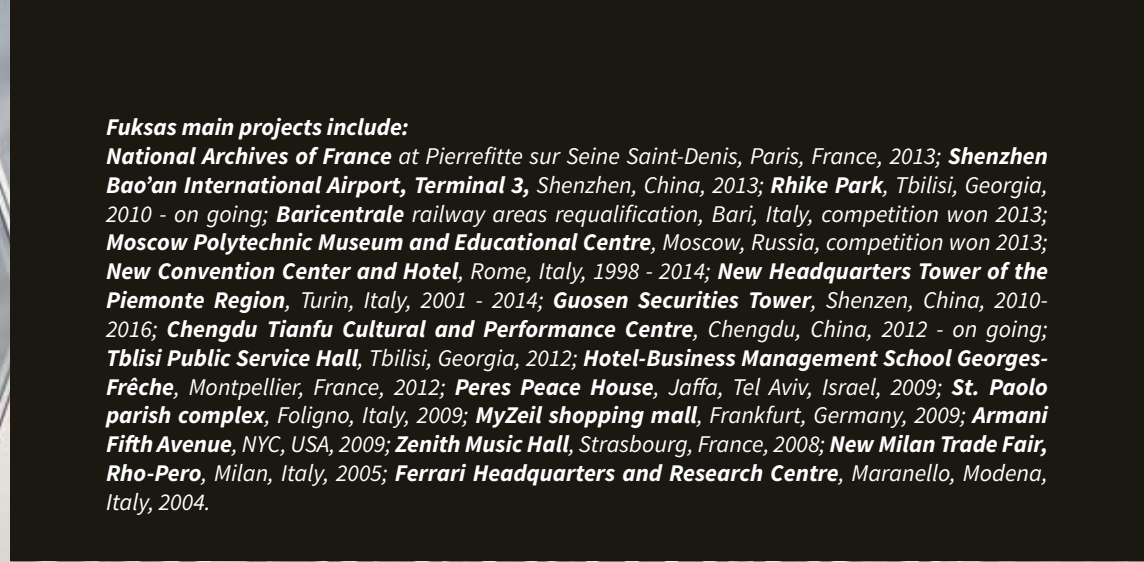 Fuksas main projects include:
National Archives of France at Pierrefitte sur Seine Saint-Denis, Paris, France, 2013; Shenzhen
Bao’an International Airport, Terminal 3, Shenzhen, China, 2013; Rhike Park, Tbilisi, Georgia,
2010 - on going; Baricentrale railway areas requalification, Bari, Italy, competition won 2013;
Moscow Polytechnic Museum and Educational Centre, Moscow, Russia, competition won 2013;
New Convention Center and Hotel, Rome, Italy, 1998 - 2014; New Headquarters Tower of the
Piemonte Region, Turin, Italy, 2001 - 2014; Guosen Securities Tower, Shenzen, China, 2010-
2016; Chengdu Tianfu Cultural and Performance Centre, Chengdu, China, 2012 - on going;
Tblisi Public Service Hall, Tbilisi, Georgia, 2012; Hotel-Business Management School Georges-
Frêche, Montpellier, France, 2012; Peres Peace House, Jaffa, Tel Aviv, Israel, 2009; St. Paolo
parish complex, Foligno, Italy, 2009; MyZeil shopping mall, Frankfurt, Germany, 2009; Armani
Fifth Avenue, NYC, USA, 2009; Zenith Music Hall, Strasbourg, France, 2008; New Milan Trade Fair,
Rho-Pero, Milan, Italy, 2005; Ferrari Headquarters and Research Centre, Maranello, Modena,
Italy, 2004.